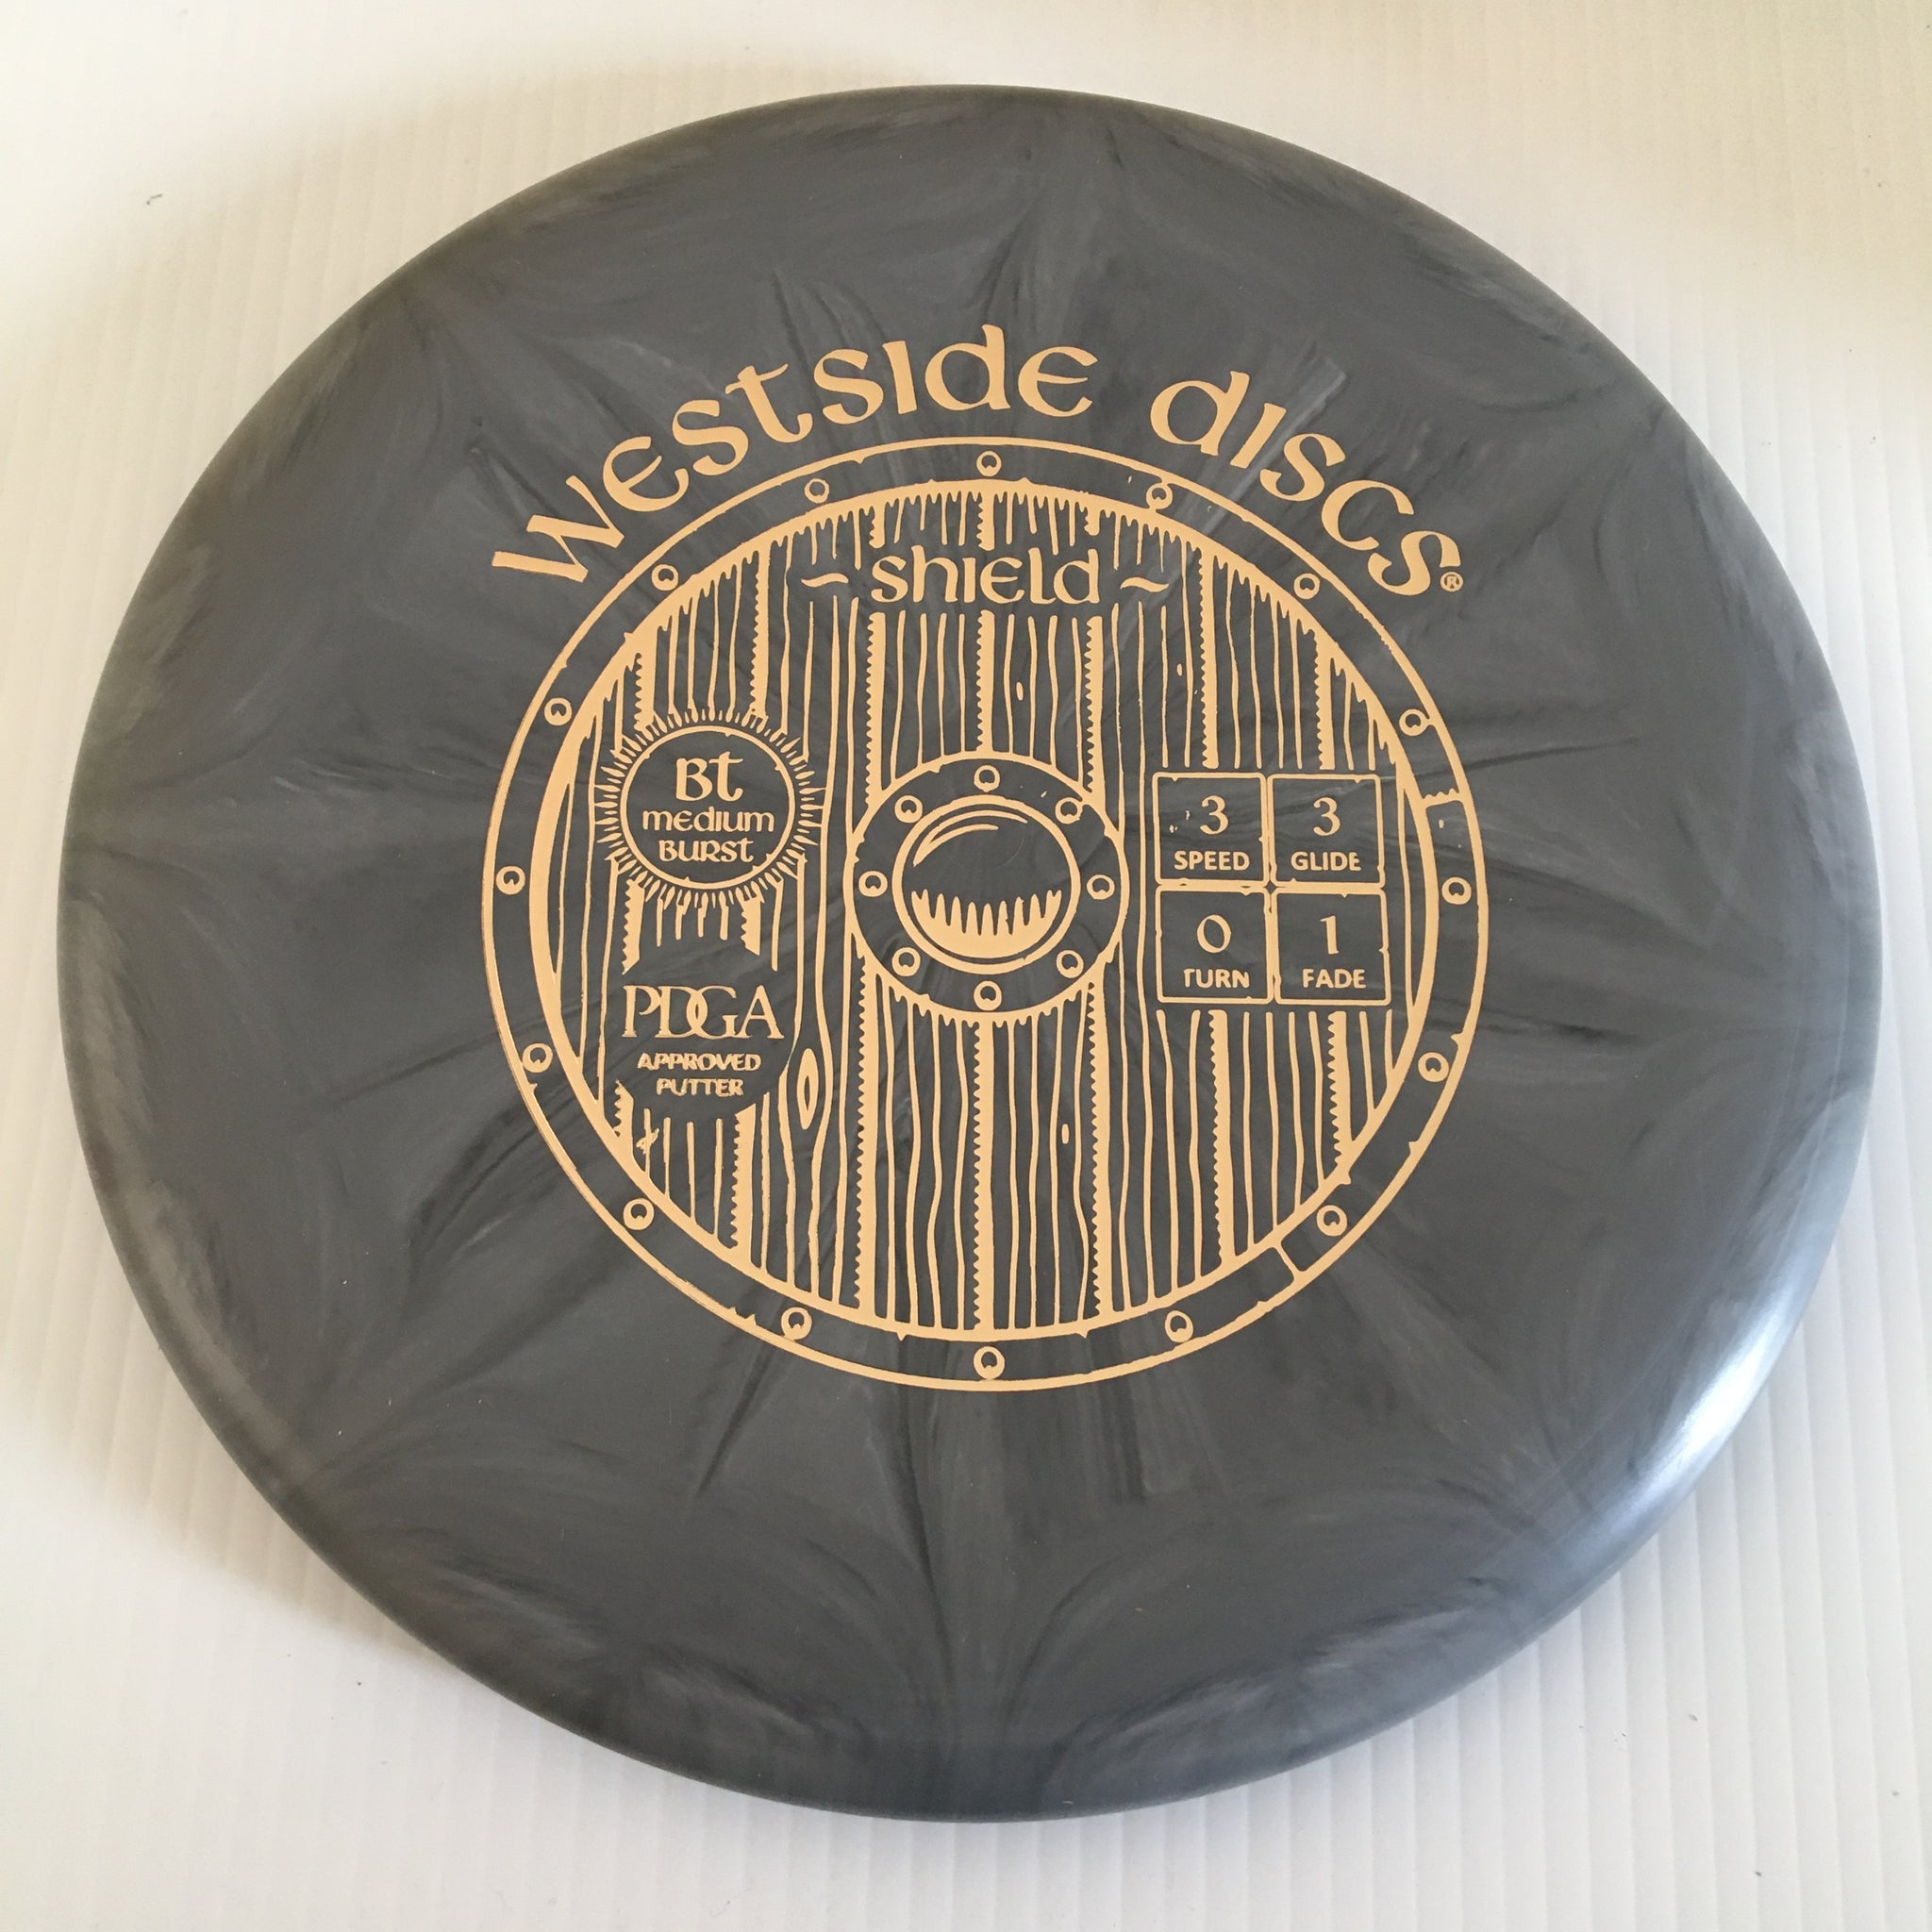 westside discs®
~ shield ~
Bt
medium
Burst
3
SPEED
3
GLIDE
0
TURN
1
FADE
PDGA
APPROVED
PUTTER